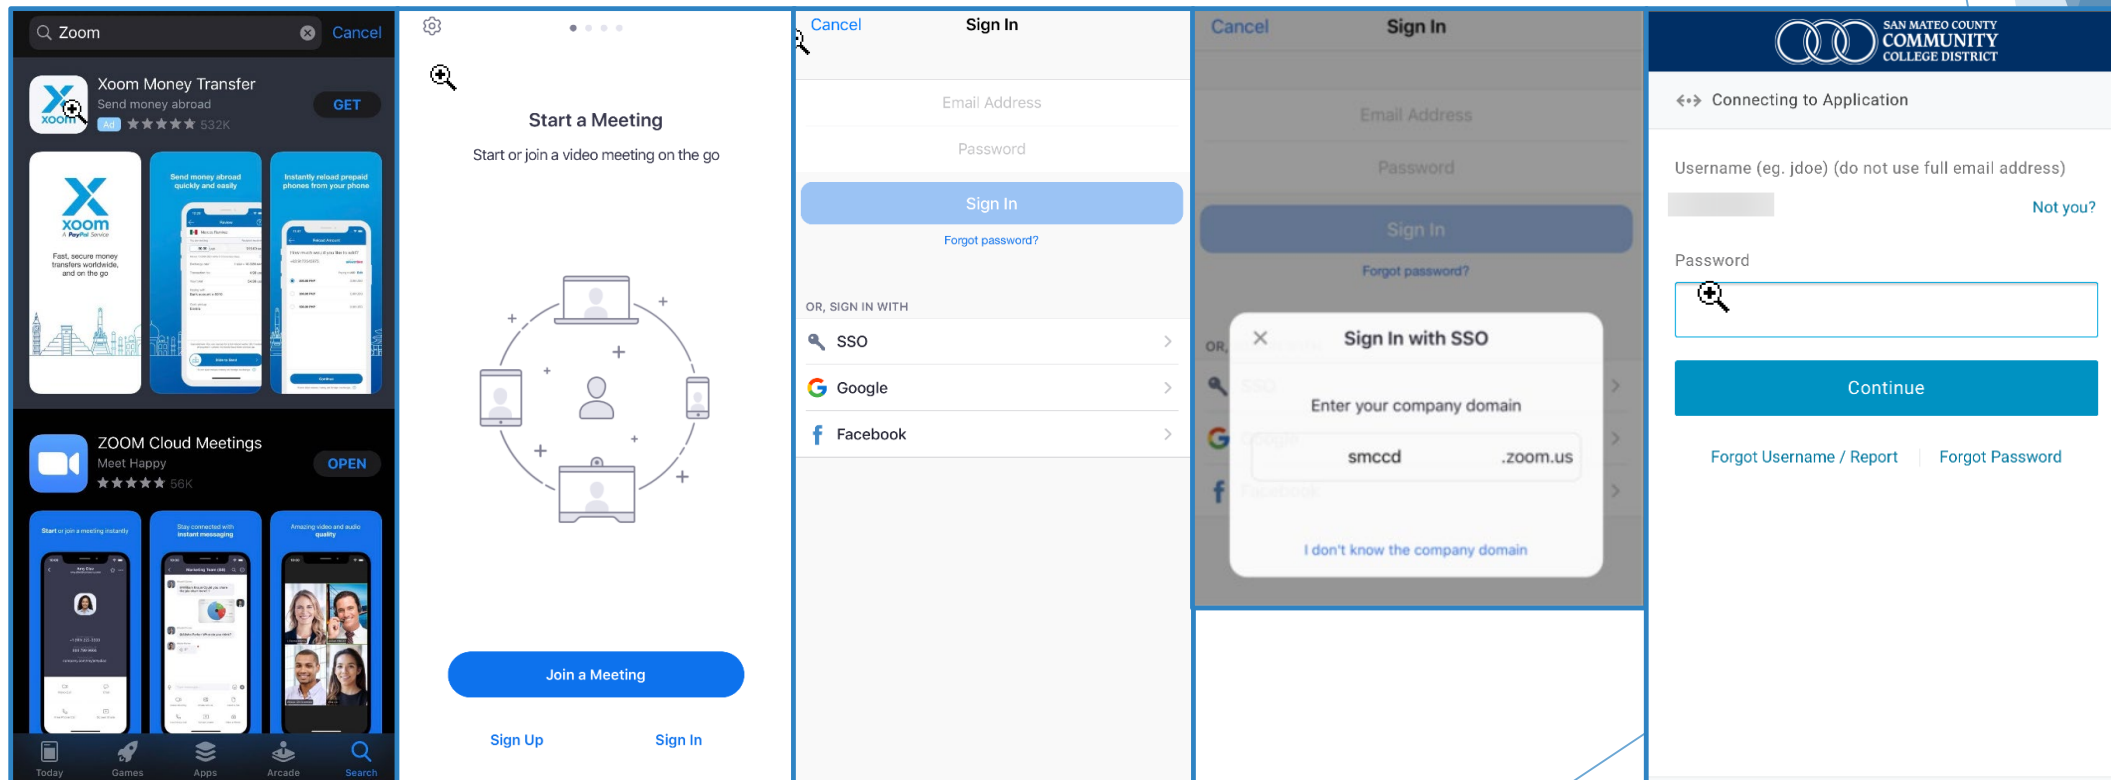 Zoom
Cancel
Xoom Money Transfer
Send money abroad
GET
xoom
Ad
532K
Send money abroad
quickly and easily
Instantly reload prepaid
phones from your phone
xoom
A PayPal Service
Fast, secure money
transfers worldwide,
and on the go
ZOOM Cloud Meetings
Meet Happy
OPEN
56K
Start or join a meeting instantly
Stay connected with
instant messaging
Amazing video and audio
quality
Today
Games
Apps
Arcade
Search
Start a Meeting
Start or join a video meeting on the go
Join a Meeting
Sign Up
Sign In
Cancel
Sign In
Email Address
Password
Sign In
Forgot password?
OR, SIGN IN WITH
SSO
Google
Facebook
Cancel
Sign In
Email Address
Password
Sign In
Forgot password?
OR,
SSO
Google
Facebook
Sign In with SSO
Enter your company domain
smccd
.zoom.us
I don't know the company domain
SAN MATEO COUNTY
COMMUNITY
COLLEGE DISTRICT
Connecting to Application
Username (eg. jdoe) (do not use full email address)
Not you?
Password
Continue
Forgot Username / Report
Forgot Password